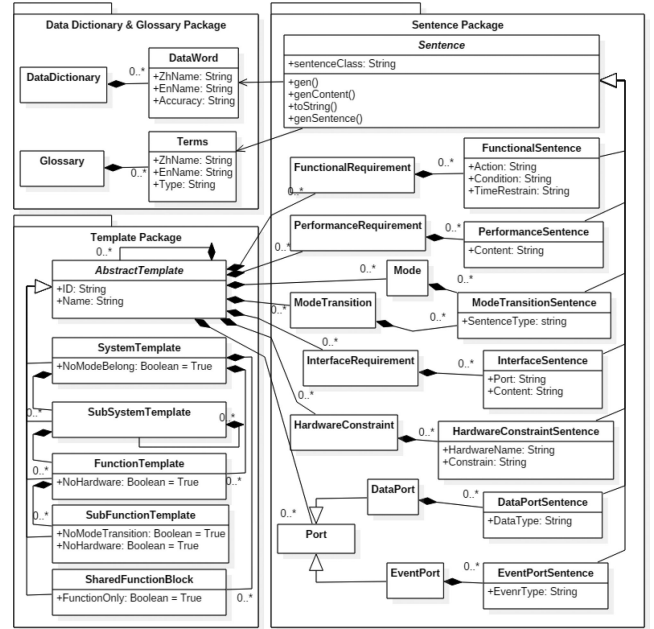 Data Dictionary & Glossary Package
DataDictionary
0..*
DataWord
+ZhName: String
+EnName: String
+Accuracy: String
Glossary
0..*
Terms
+ZhName: String
+EnName: String
+Type: String
Template Package
0..*
AbstractTemplate
+ID: String
+Name: String
SystemTemplate
+NoModeBelong: Boolean = True
0..*
SubSystemTemplate
0..*
FunctionTemplate
+NoHardware: Boolean = True
0..*
0..*
SubFunctionTemplate
+NoModeTransition: Boolean = True
+NoHardware: Boolean = True
0..*
SharedFunctionBlock
+FunctionOnly: Boolean = True
0..*
Sentence Package
Sentence
+sentenceClass: String
+gen()
+genContent()
+toString()
+genSentence()
FunctionalRequirement
0..*
0..*
FunctionalSentence
+Action: String
+Condition: String
+TimeRestrain: String
PerformanceRequirement
0..*
0..*
PerformanceSentence
+Content: String
0..*
Mode
0..*
ModeTransition
0..*
0..*
ModeTransitionSentence
+SentenceType: string
0..*
InterfaceRequirement
0..*
InterfaceSentence
+Port: String
+Content: String
0..*
HardwareConstraint
0..*
HardwareConstraintSentence
+HardwareName: String
+Constrain: String
DataPort
0..*
DataPortSentence
+DataType: String
0..*
Port
EventPort
0..*
EventPortSentence
+EvenrType: String